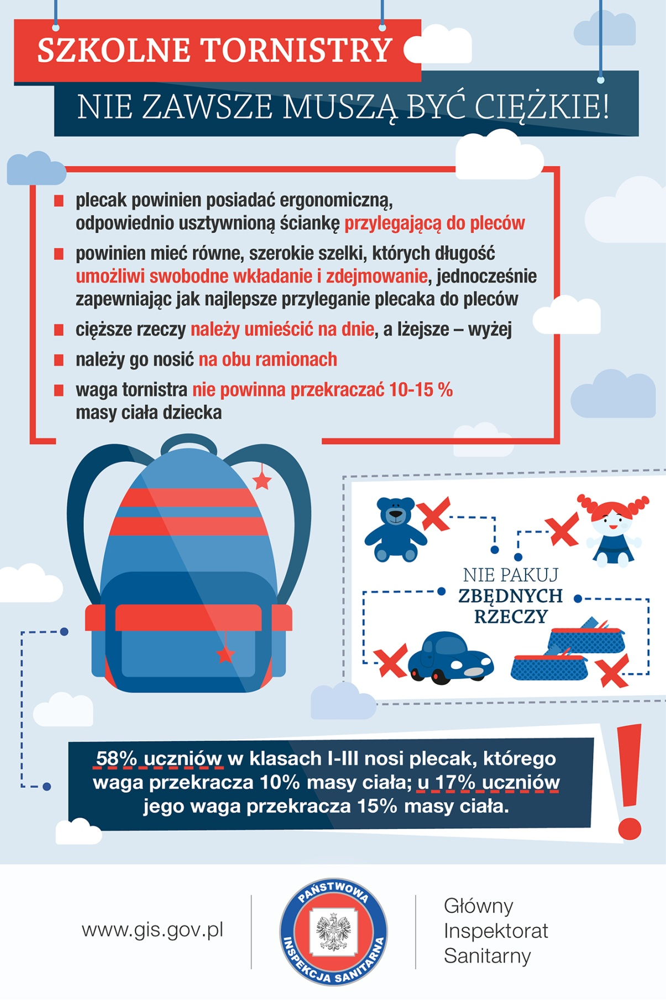 SZKOLNE TORNISTRY
NIE ZAWSZE MUSZĄ BYĆ CIĘŻKIE!
plecak powinien posiadać ergonomiczną,
odpowiednio usztywnioną ściankę przylegającą do pleców
powinien mieć równe, szerokie szelki, których długość
umożliwi swobodne wkładanie i zdejmowanie, jednocześnie
zapewniając jak najlepsze przyleganie plecaka do pleców
cięższe rzeczy należy umieścić na dnie, a lżejsze – wyżej
należy go nosić na obu ramionach
waga tornistra nie powinna przekraczać 10-15 %
masy ciała dziecka
NIE PAKUJ
ZBĘDNYCH
RZECZY
58% uczniów w klasach I-III nosi plecak, którego
waga przekracza 10% masy ciała; u 17% uczniów
jego waga przekracza 15% masy ciała.
www.gis.gov.pl
PAŃSTWOWA
INSPEKCJA SANITARNA
Główny
Inspektorat
Sanitarny